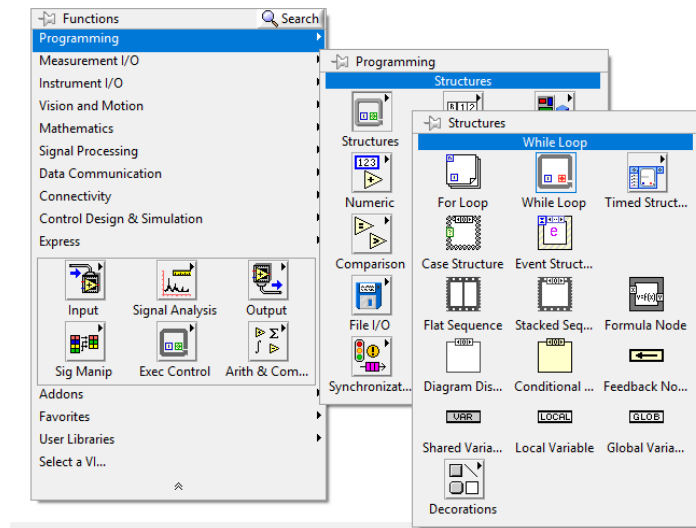 Functions
Search
Programming
Measurement I/O
Instrument I/O
Vision and Motion
Mathematics
Signal Processing
Data Communication
Connectivity
Control Design & Simulation
Express
Input
Signal Analysis
Output
Sig Manip
Exec Control
Arith & Com...
Addons
Favorites
User Libraries
Select a VI...
Programming
Structures
Structures
123
Numeric
Comparison
File I/O
Synchronizat...
Structures
While Loop
For Loop
While Loop
Timed Struct...
Case Structure
Event Struct...
Flat Sequence
Stacked Seq...
Formula Node
Diagram Dis...
Conditional ...
Feedback No...
VAR
LOCAL
GLOB
Shared Varia...
Local Variable
Global Varia...
Decorations